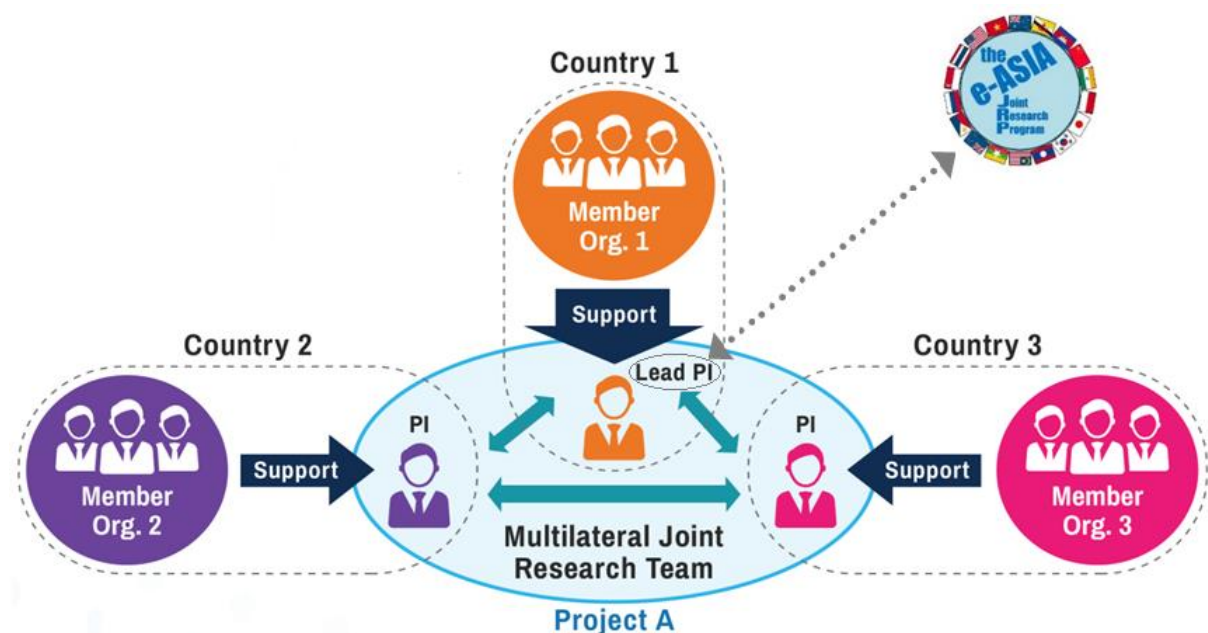 Country 1
the
e-ASIA
Joint
Research
Program
Member
Org. 1
Support
Country 2
Country 3
Lead PI
PI
PI
Member
Org. 2
Support
Support
Member
Org. 3
Multilateral Joint
Research Team
Project A